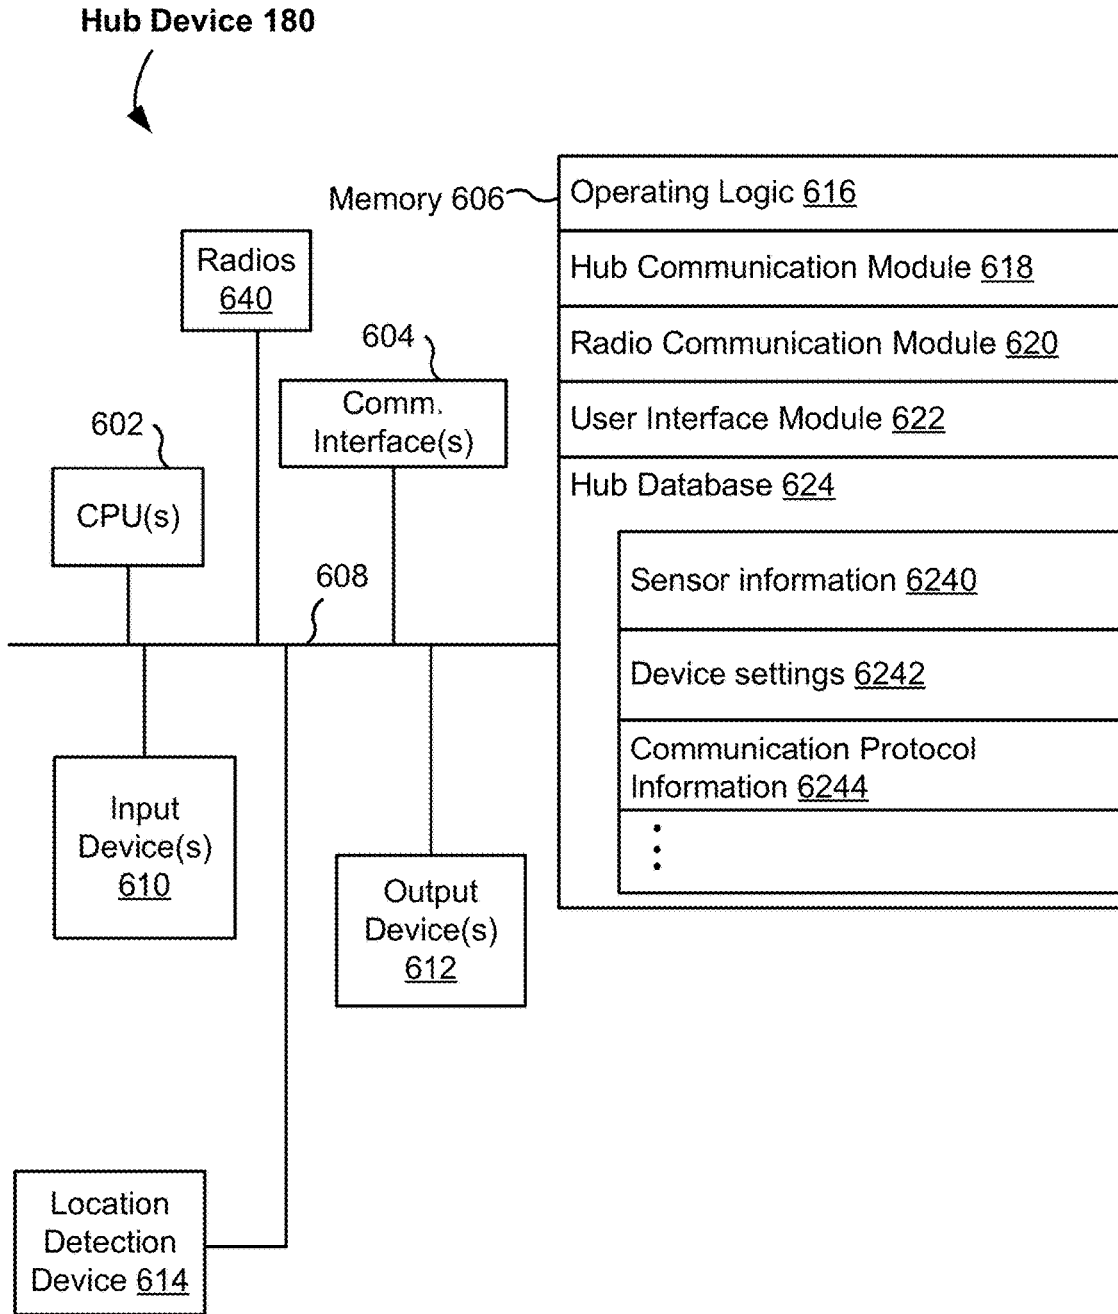 Hub Device 180
Memory 606
Operating Logic 616
Hub Communication Module 618
Radio Communication Module 620
User Interface Module 622
Hub Database 624
Sensor information 6240
Device settings 6242
Communication Protocol
Information 6244
Radios
640
604
Comm.
Interface(s)
602
CPU(s)
608
Input
Device(s)
610
Output
Device(s)
612
Location
Detection
Device 614